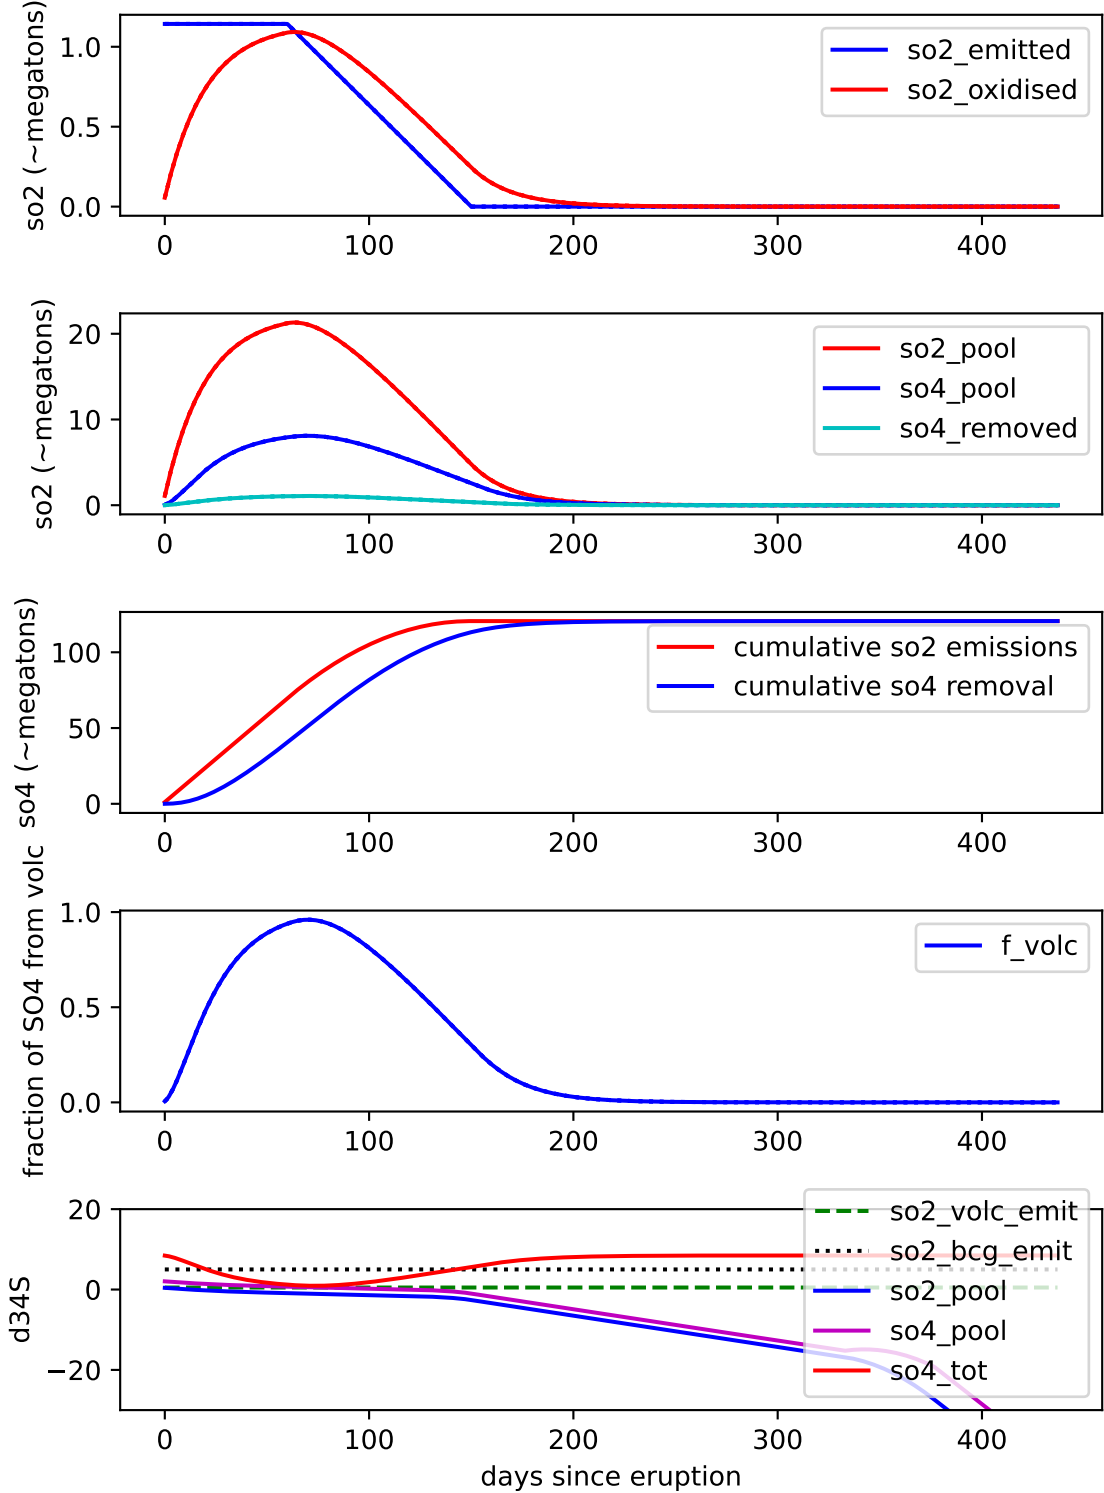 so2 (~megatons)
1.0
0.5
0.0
so2_emitted
so2_oxidised
0 100 200 300 400
so2 (~megatons)
20
10
0
so2_pool
so4_pool
so4_removed
0 100 200 300 400
so4 (~megatons)
100
50
0
cumulative so2 emissions
cumulative so4 removal
0 100 200 300 400
fraction of SO4 from volc
1.0
0.5
0.0
f_volc
0 100 200 300 400
d34S
20
0
−20
so2_volc_emit
so2_bcg_emit
so2_pool
so4_pool
so4_tot
0 100 200 300 400
days since eruption